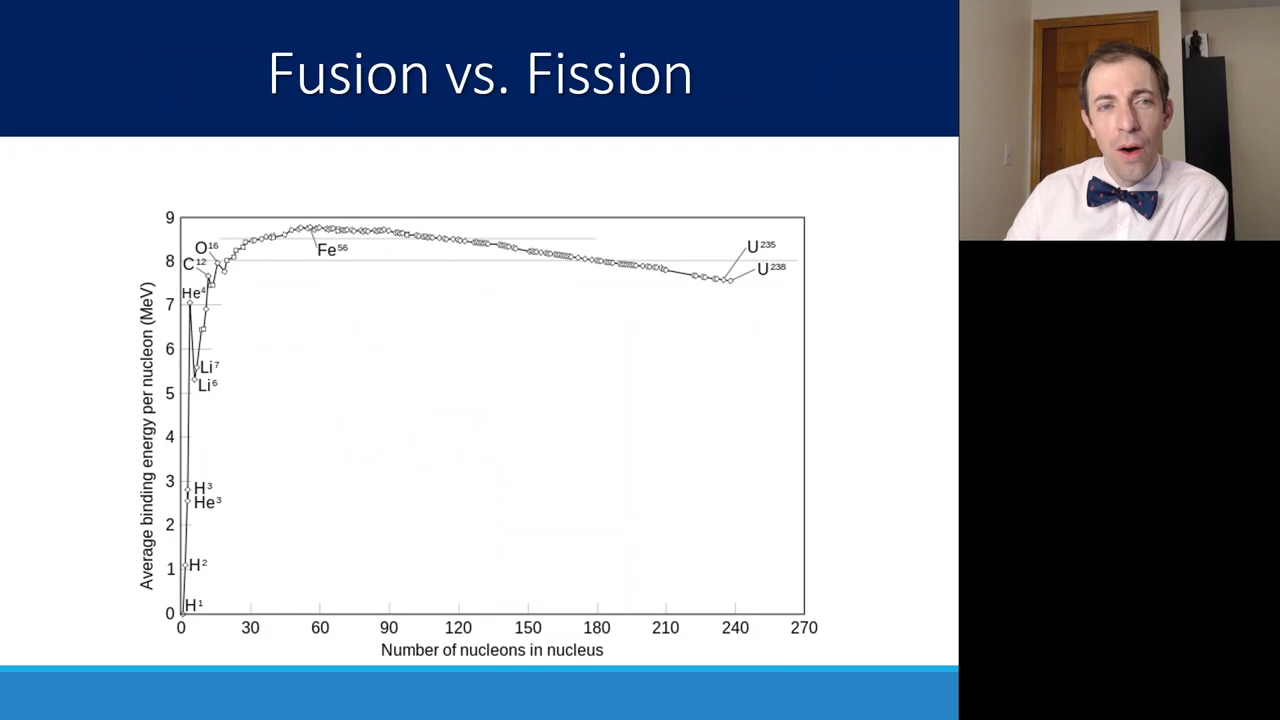 Fusion vs. Fission
9
8
7
6
5
4
3
2
1
0
Average binding energy per nucleon (MeV)
O¹⁶
C¹²
He⁴
Fe⁵⁶
U²³⁵
U²³⁸
Li⁷
Li⁶
H³
He³
H²
H¹
0 30 60 90 120 150 180 210 240 270
Number of nucleons in nucleus